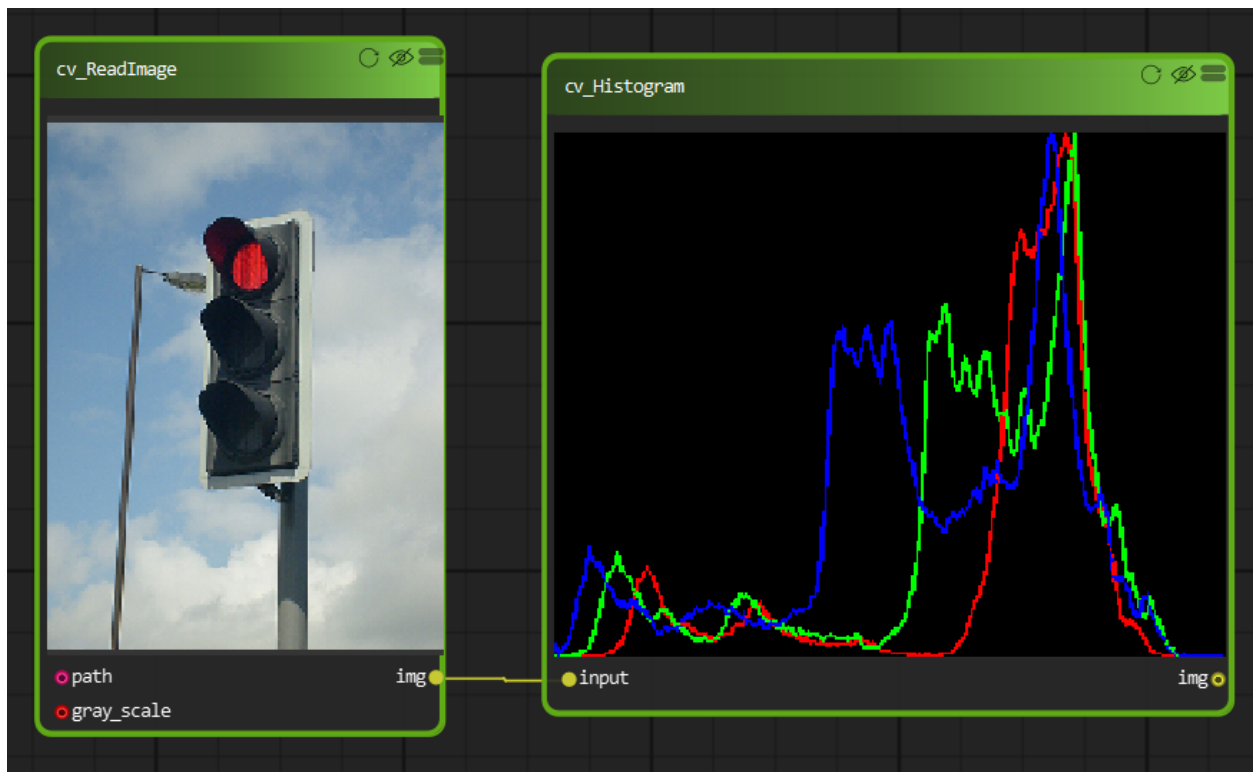 cv_ReadImage
path
img
gray_scale
cv_Histogram
input
img